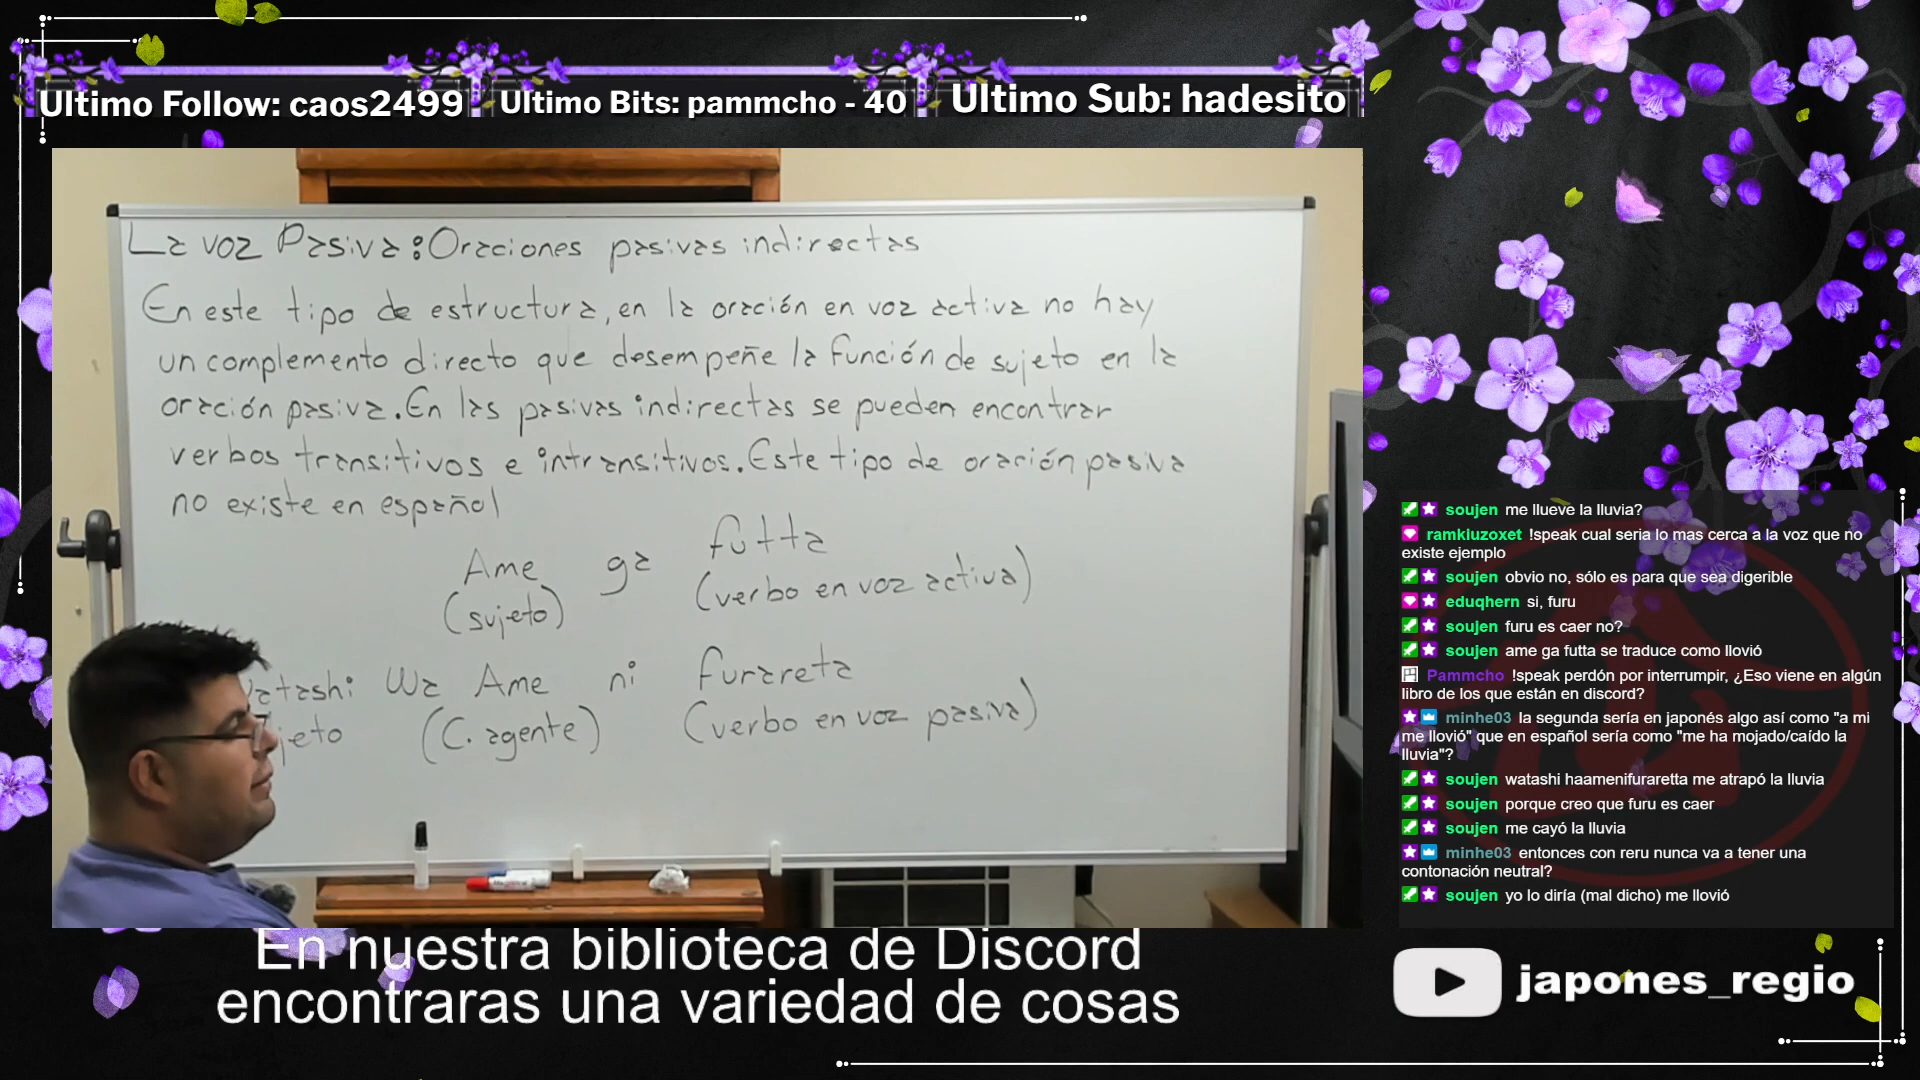 Ultimo Follow: caos2499
Ultimo Bits: pammcho - 40
Ultimo Sub: hadesito
La voz Pasiva: Oraciones pasivas indirectas
En este tipo de estructura, en la oración en voz activa no hay
un complemento directo que desempeñe la función de sujeto en la
oración pasiva. En las pasivas indirectas se pueden encontrar
verbos transitivos e intransitivos. Este tipo de oración pasiva
no existe en español
Ame ga futta
(sujeto) (verbo en voz activa)
watashi wa Ame ni furareta
jeto (C. agente) (verbo en voz pasiva)
soujen me llueve la lluvia?
ramkluzoxet !speak cual seria lo mas cerca a la voz que no
existe ejemplo
soujen obvio no, sólo es para que sea digerible
eduqhern si, furu
soujen furu es caer no?
soujen ame ga futta se traduce como llovió
Pammcho !speak perdón por interrumpir, ¿Eso viene en algún
libro de los que están en discord?
minhe03 la segunda sería en japonés algo así como "a mi
me llovió" que en español sería como "me ha mojado/caído la
lluvia"?
soujen watashi haamenifuraretta me atrapó la lluvia
soujen porque creo que furu es caer
soujen me cayó la lluvia
minhe03 entonces con reru nunca va a tener una
contonación neutral?
soujen yo lo diría (mal dicho) me llovió
En nuestra biblioteca de Discord
encontraras una variedad de cosas
japones_regio